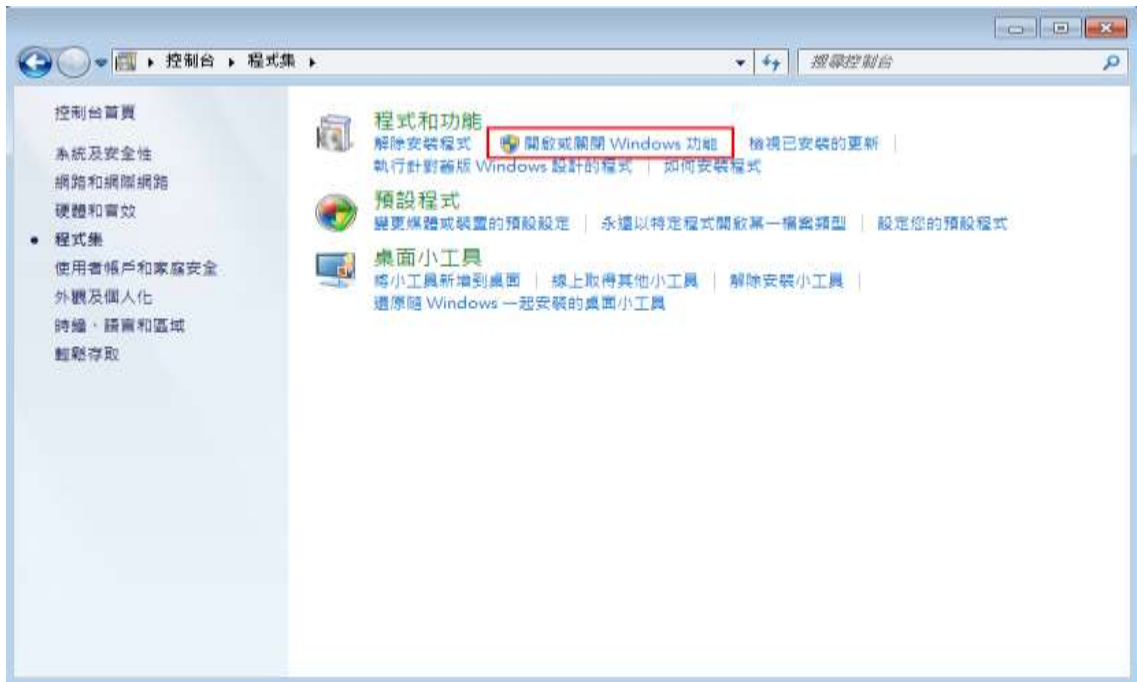 控制台 程式集
搜尋控制台
控制台首頁
系統及安全性
網路和網際網路
硬體和音效
程式集
使用者帳戶和家庭安全
外觀及個人化
時鐘、語言和區域
輕鬆存取
程式和功能
解除安裝程式 開啟或關閉 Windows 功能 檢視已安裝的更新
執行針對舊版 Windows 設計的程式 如何安裝程式
預設程式
變更媒體或裝置的預設設定 永遠以特定程式開啟某一檔案類型 設定您的預設程式
桌面小工具
將小工具新增到桌面 線上取得其他小工具 解除安裝小工具
還原隨 Windows 一起安裝的桌面小工具